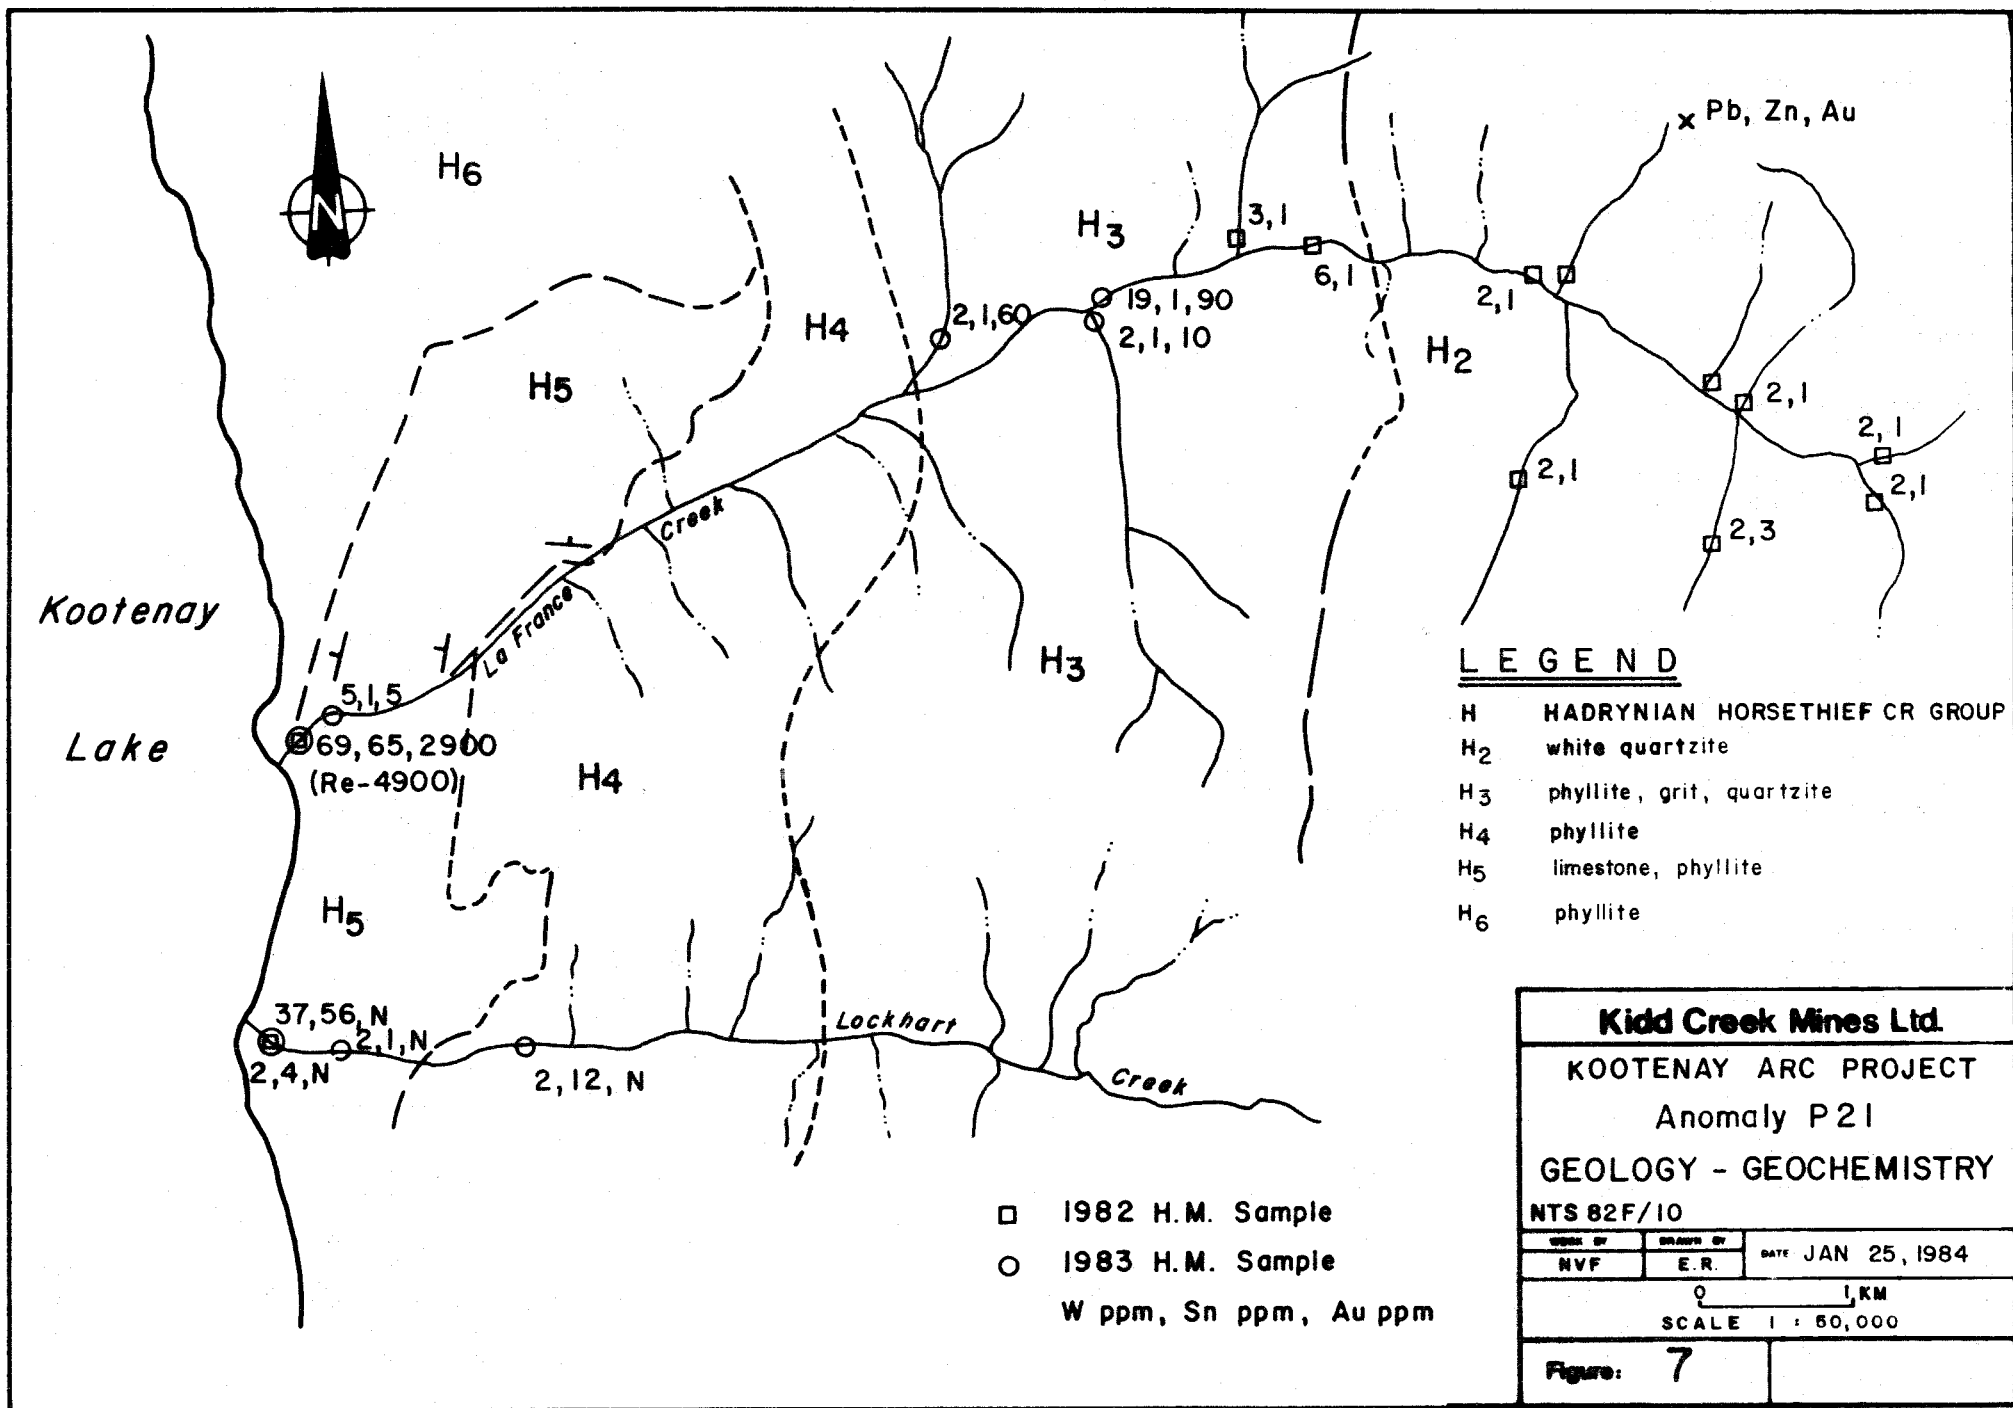 Pb, Zn, Au
H6
N
H3
3,1
6,1
2,1
19,1,90
2,1,10
2,1,60
H4
H2
H5
2,1
2,1
2,1
2,1
2,3
Creek
La France
Kootenay
Lake
H3
5,1,5
69,65,2900
(Re-4900)
H4
H5
37,56,N
2,1,N
2,4,N
2,12,N
Lockhart
Creek
LEGEND
H HADRYNIAN HORSETHIEF CR GROUP
H2 white quartzite
H3 phyllite, grit, quartzite
H4 phyllite
H5 limestone, phyllite
H6 phyllite
1982 H.M. Sample
1983 H.M. Sample
W ppm, Sn ppm, Au ppm
Kidd Creek Mines Ltd.
KOOTENAY ARC PROJECT
Anomaly P21
GEOLOGY - GEOCHEMISTRY
NTS 82F/10
WORK BY
NVF
DRAWN BY
E.R.
DATE JAN 25, 1984
0 1 KM
SCALE 1 : 50,000
Figure: 7